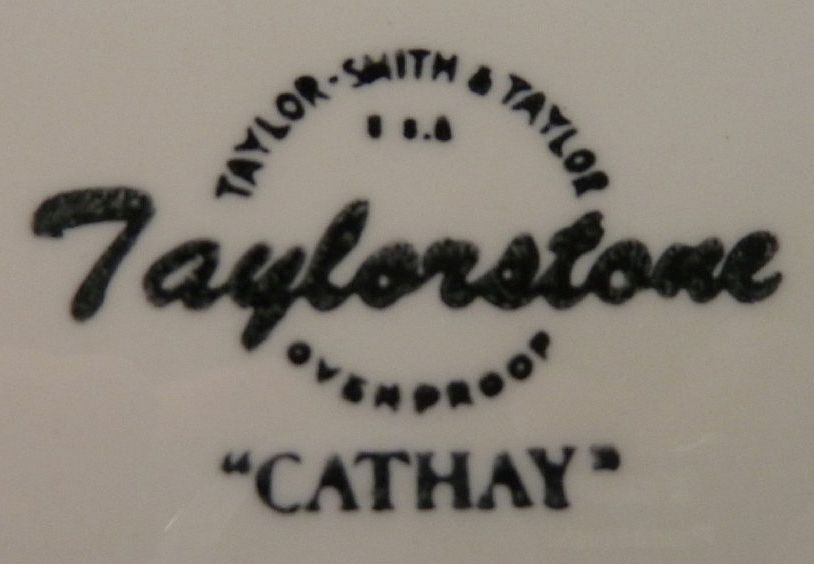 TAYLOR-SMITH & TAYLOR
Taylorstone
OVENPROOF
"CATHAY"